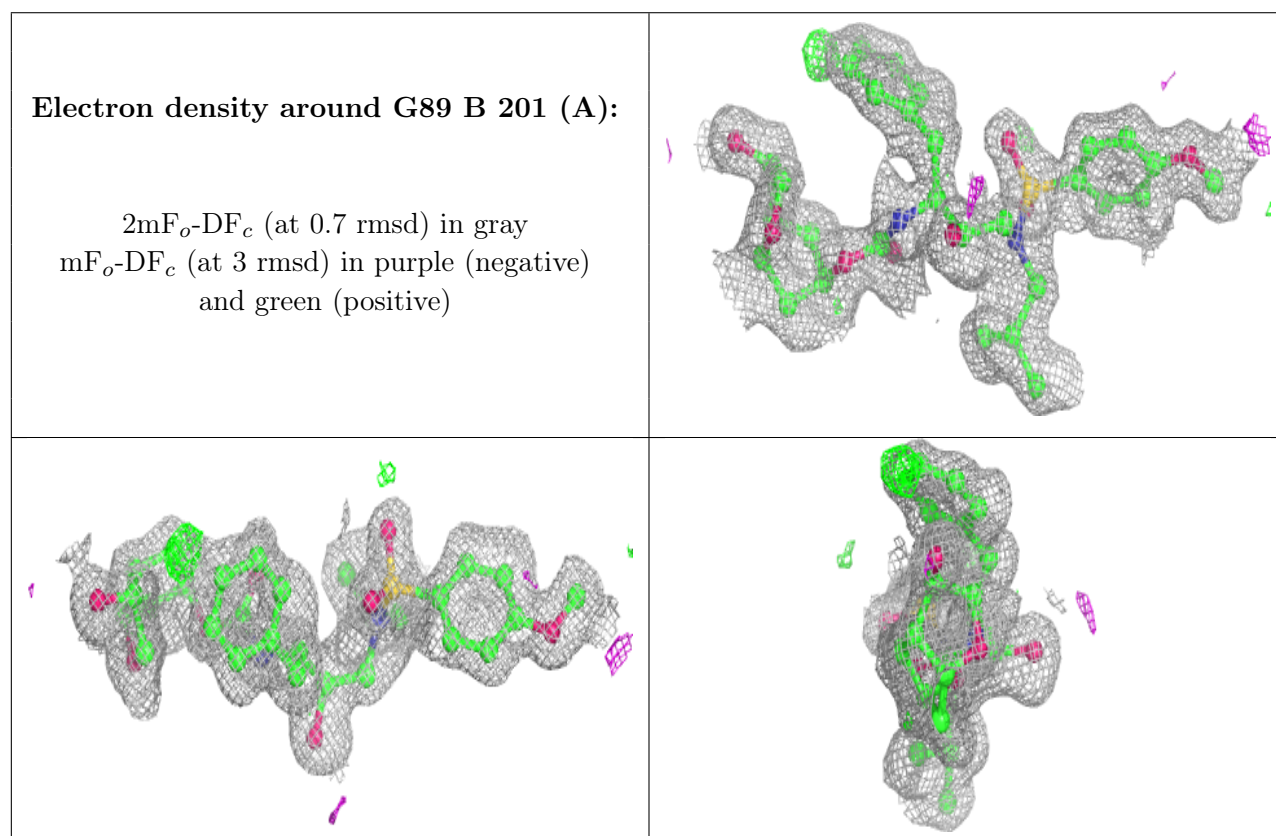 Electron density around G89 B 201 (A):
2mFo-DFc (at 0.7 rmsd) in gray
mFo-DFc (at 3 rmsd) in purple (negative)
and green (positive)